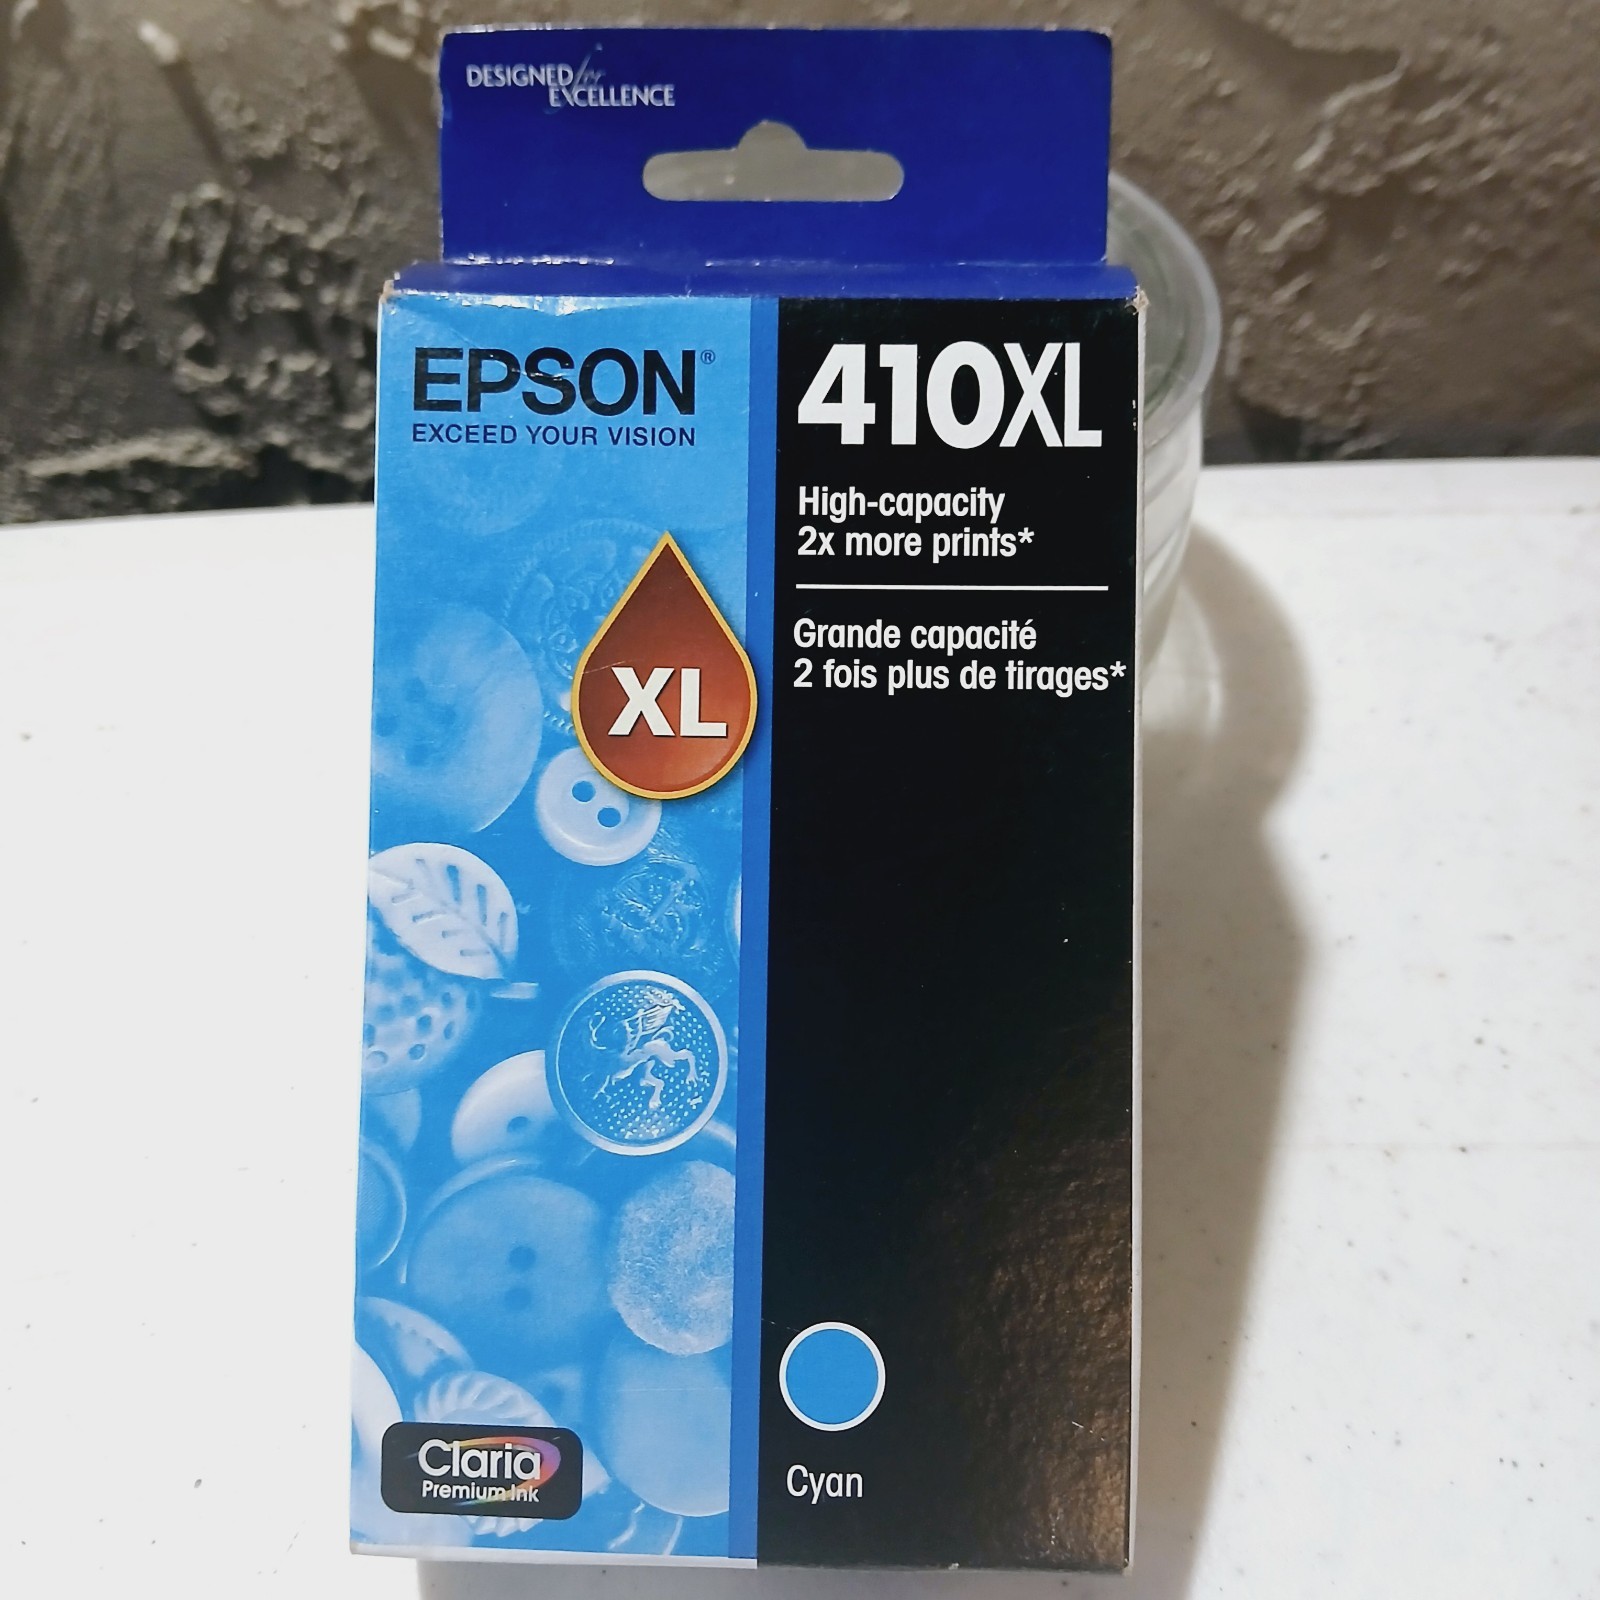 DESIGNED for
EXCELLENCE
EPSON®
EXCEED YOUR VISION
410XL
High-capacity
2x more prints*
Grande capacité
2 fois plus de tirages*
XL
Cyan
Claria
Premium Ink